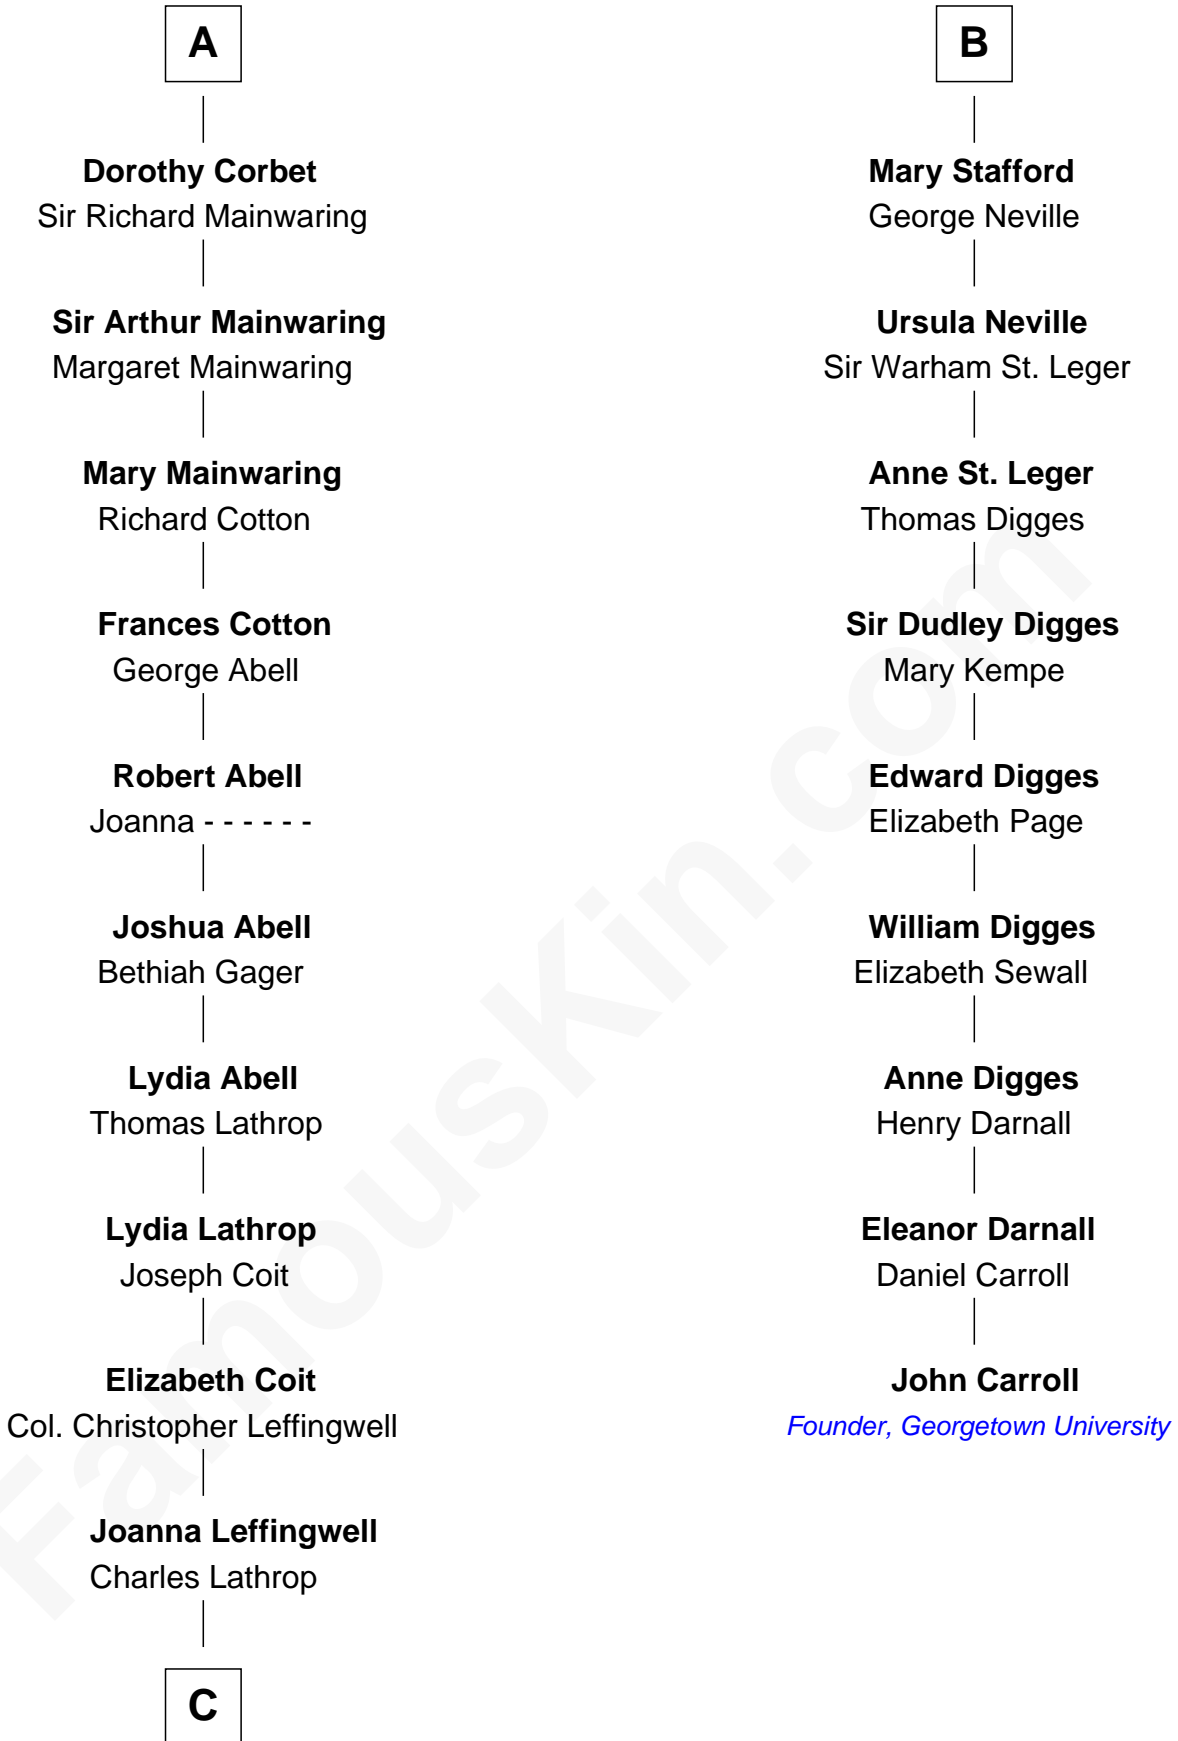 A
Dorothy Corbet
Sir Richard Mainwaring
Sir Arthur Mainwaring
Margaret Mainwaring
Mary Mainwaring
Richard Cotton
Frances Cotton
George Abell
Robert Abell
Joanna - - - - - -
Joshua Abell
Bethiah Gager
Lydia Abell
Thomas Lathrop
Lydia Lathrop
Joseph Coit
Elizabeth Coit
Col. Christopher Leffingwell
Joanna Leffingwell
Charles Lathrop
C
B
Mary Stafford
George Neville
Ursula Neville
Sir Warham St. Leger
Anne St. Leger
Thomas Digges
Sir Dudley Digges
Mary Kempe
Edward Digges
Elizabeth Page
William Digges
Elizabeth Sewall
Anne Digges
Henry Darnall
Eleanor Darnall
Daniel Carroll
John Carroll
Founder, Georgetown University
FamousKin.com